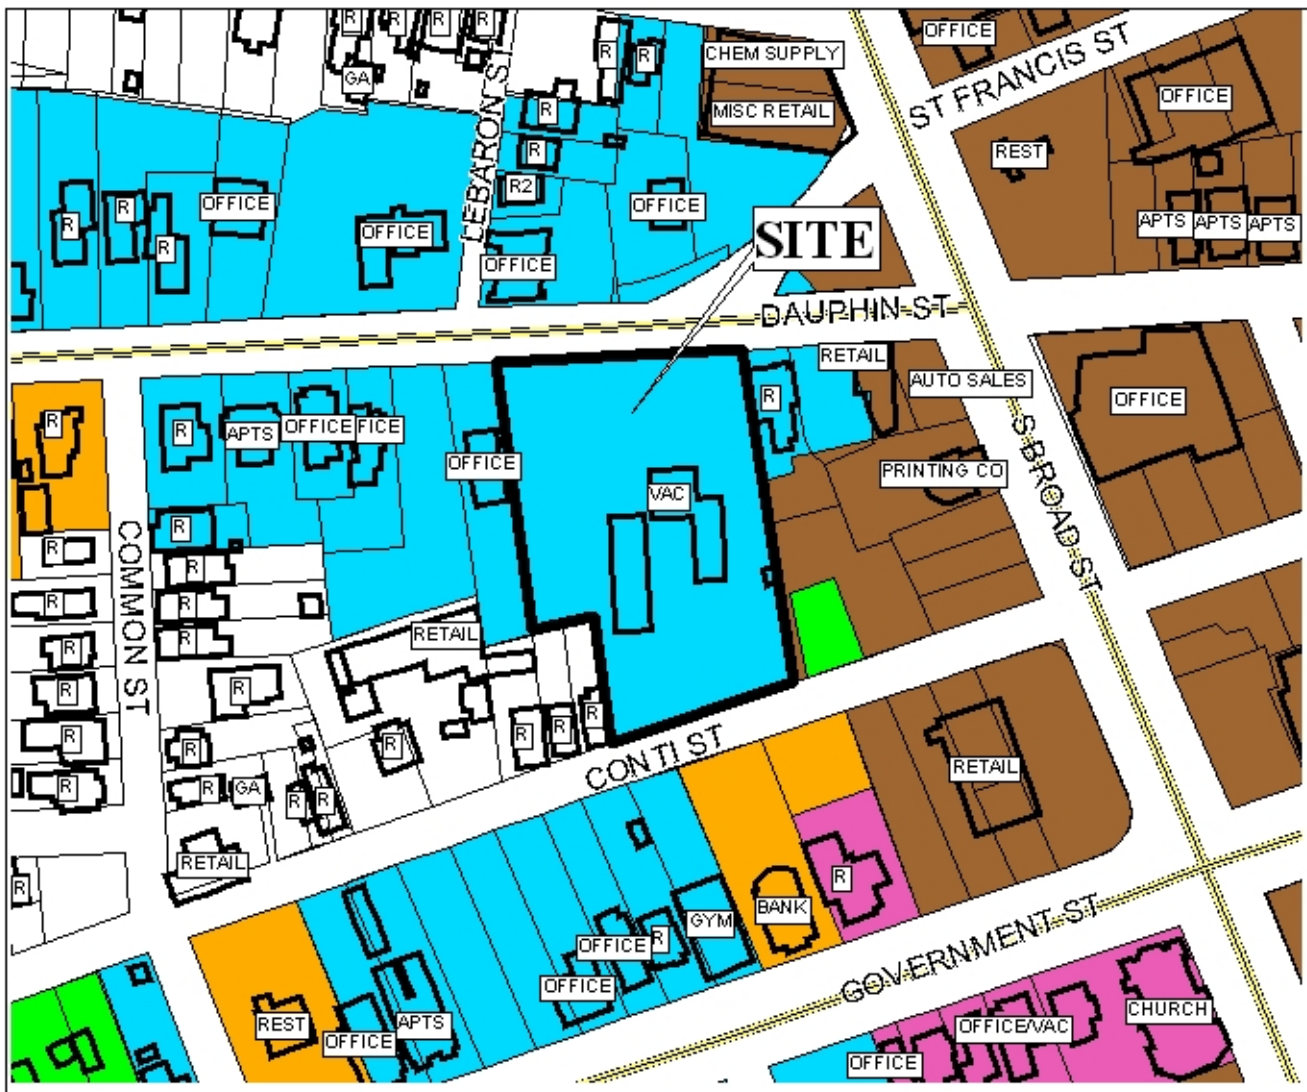 R
R
R
R
OFFICE
ST FRANCIS ST
R
R
CHEM SUPPLY
GA
OFFICE
LEBARON S
R
MISC RETAIL
R
REST
R2
R
R
OFFICE
OFFICE
APTS
APTS
APTS
R
OFFICE
SITE
OFFICE
DAUPHIN ST
RETAIL
AUTO SALES
R
OFFICE
R
R
APTS
OFFICE
FICE
OFFICE
PRINTING CO
VAC
S BROAD ST
R
COMMON ST
R
R
R
R
R
RETAIL
R
R
R
R
R
R
R
R
R
CONTI ST
RETAIL
R
R
GA
R
R
RETAIL
R
R
BANK
GYM
OFFICE
R
GOVERNMENT ST
OFFICE
REST
APTS
OFFICE
OFFICE/VAC
CHURCH
OFFICE